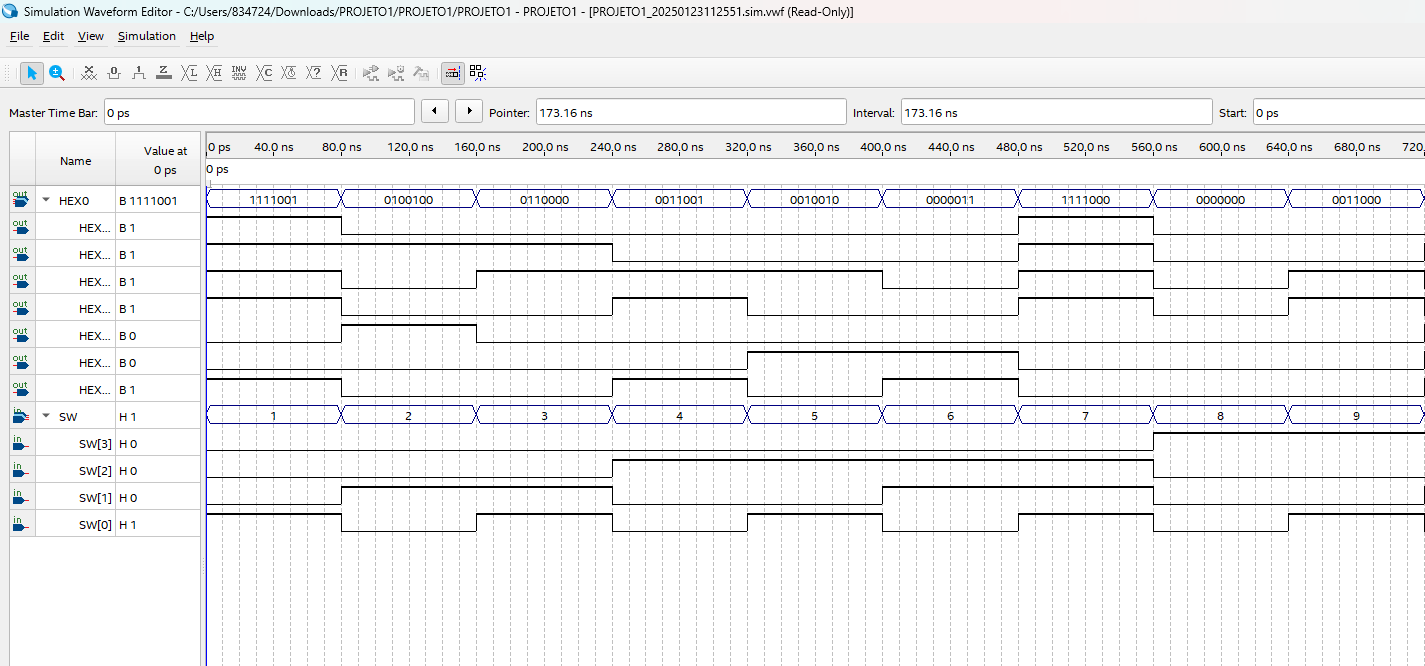 Simulation Waveform Editor - C:/Users/834724/Downloads/PROJETO1/PROJETO1/PROJETO1 - PROJETO1 - [PROJETO1_20250123112551.sim.vwf (Read-Only)]
File Edit View Simulation Help
Master Time Bar: 0 ps Pointer: 173.16 ns Interval: 173.16 ns Start: 0 ps
Name Value at 0 ps
0 ps 40.0 ns 80.0 ns 120.0 ns 160.0 ns 200.0 ns 240.0 ns 280.0 ns 320.0 ns 360.0 ns 400.0 ns 440.0 ns 480.0 ns 520.0 ns 560.0 ns 600.0 ns 640.0 ns 680.0 ns 720.
0 ps
out HEX0 B 1111001 1111001 0100100 0110000 0011001 0010010 0000011 1111000 0000000 0011000
out HEX... B 1
out HEX... B 1
out HEX... B 1
out HEX... B 1
out HEX... B 0
out HEX... B 0
out HEX... B 1
in SW H 1 1 2 3 4 5 6 7 8 9
in SW[3] H 0
in SW[2] H 0
in SW[1] H 0
in SW[0] H 1